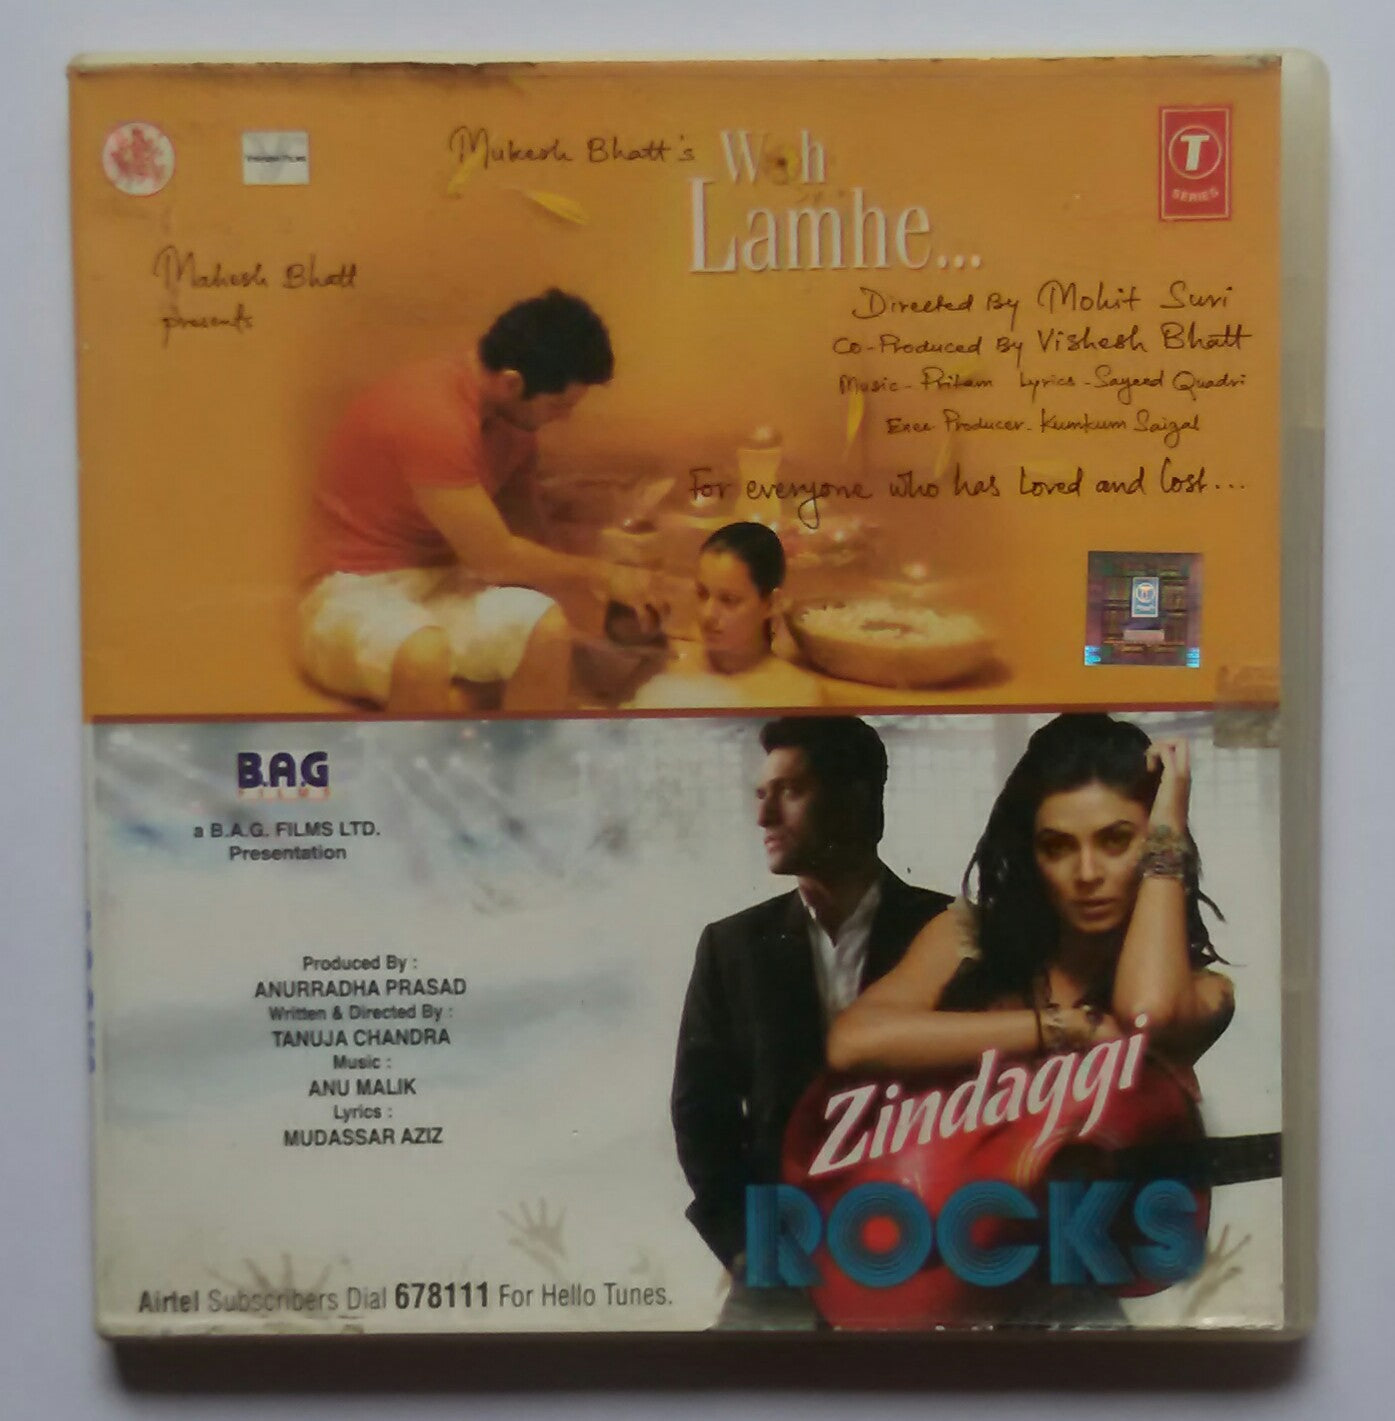 Mukesh Bhatt's
Woh
Lamhe...
T
SERIES
Mahesh Bhatt
presents
Directed By Mohit Suri
Co-Produced By Vishesh Bhatt
Music - Pritam Lyrics - Sayeed Quadri
Exec Producer - Kumkum Saigal
For everyone who has loved and lost...
B.A.G
FILMS
a B.A.G. FILMS LTD.
Presentation
Produced By :
ANURRADHA PRASAD
Written & Directed By :
TANUJA CHANDRA
Music :
ANU MALIK
Lyrics :
MUDASSAR AZIZ
Zindaggi
ROCKS
Airtel Subscribers Dial 678111 For Hello Tunes.